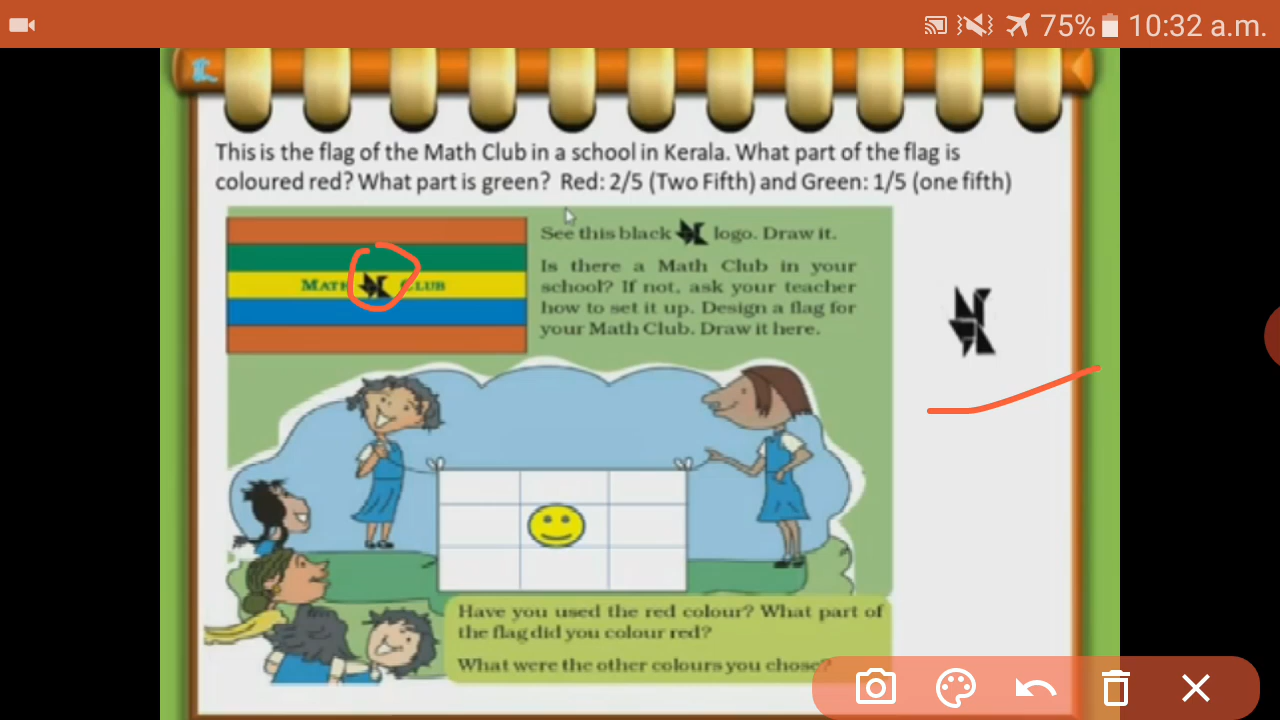 75% 10:32 a.m.
This is the flag of the Math Club in a school in Kerala. What part of the flag is
coloured red? What part is green? Red: 2/5 (Two Fifth) and Green: 1/5 (one fifth)
MATH CLUB
See this black logo. Draw it.
Is there a Math Club in your
school? If not, ask your teacher
how to set it up. Design a flag for
your Math Club. Draw it here.
Have you used the red colour? What part of
the flag did you colour red?
What were the other colours you chose?